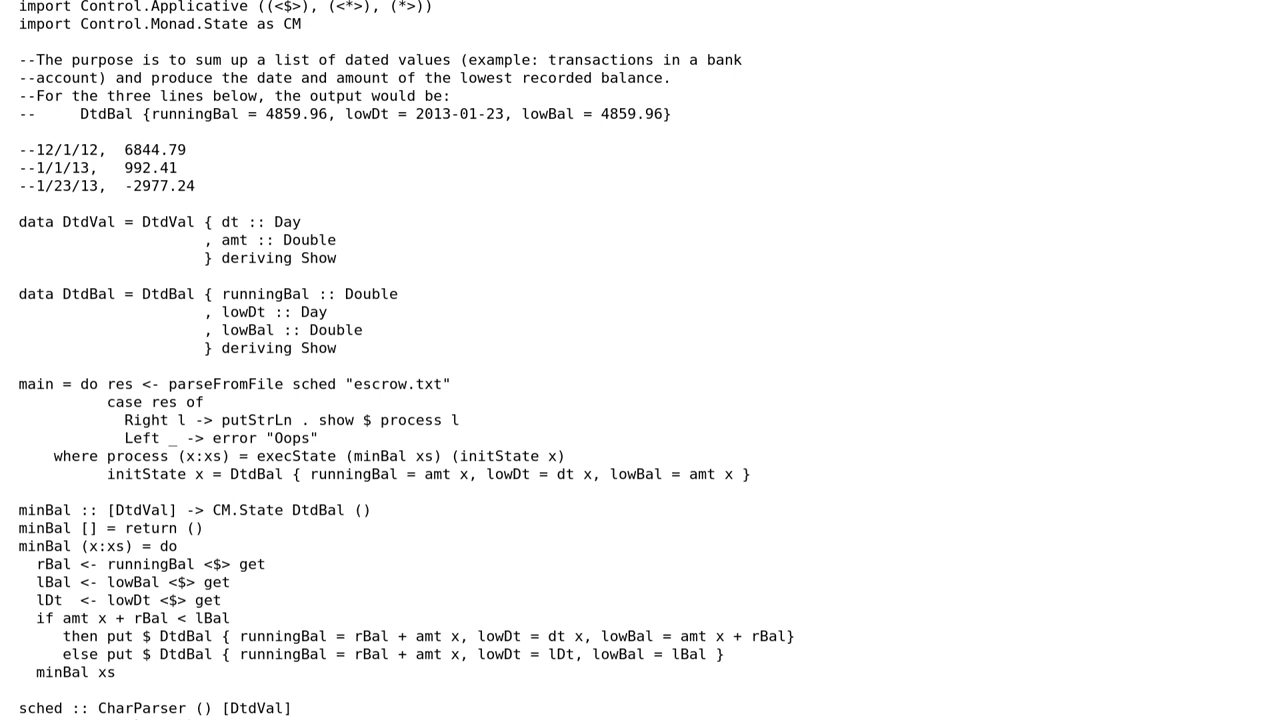 import Control.Applicative ((<$>), (<*>), (*>))
import Control.Monad.State as CM

--The purpose is to sum up a list of dated values (example: transactions in a bank
--account) and produce the date and amount of the lowest recorded balance.
--For the three lines below, the output would be:
--     DtdBal {runningBal = 4859.96, lowDt = 2013-01-23, lowBal = 4859.96}

--12/1/12,  6844.79
--1/1/13,   992.41
--1/23/13,  -2977.24

data DtdVal = DtdVal { dt :: Day
                     , amt :: Double
                     } deriving Show

data DtdBal = DtdBal { runningBal :: Double
                     , lowDt :: Day
                     , lowBal :: Double
                     } deriving Show

main = do res <- parseFromFile sched "escrow.txt"
          case res of
            Right l -> putStrLn . show $ process l
            Left _ -> error "Oops"
    where process (x:xs) = execState (minBal xs) (initState x)
          initState x = DtdBal { runningBal = amt x, lowDt = dt x, lowBal = amt x }

minBal :: [DtdVal] -> CM.State DtdBal ()
minBal [] = return ()
minBal (x:xs) = do
  rBal <- runningBal <$> get
  lBal <- lowBal <$> get
  lDt  <- lowDt <$> get
  if amt x + rBal < lBal
     then put $ DtdBal { runningBal = rBal + amt x, lowDt = dt x, lowBal = amt x + rBal}
     else put $ DtdBal { runningBal = rBal + amt x, lowDt = lDt, lowBal = lBal }
  minBal xs

sched :: CharParser () [DtdVal]